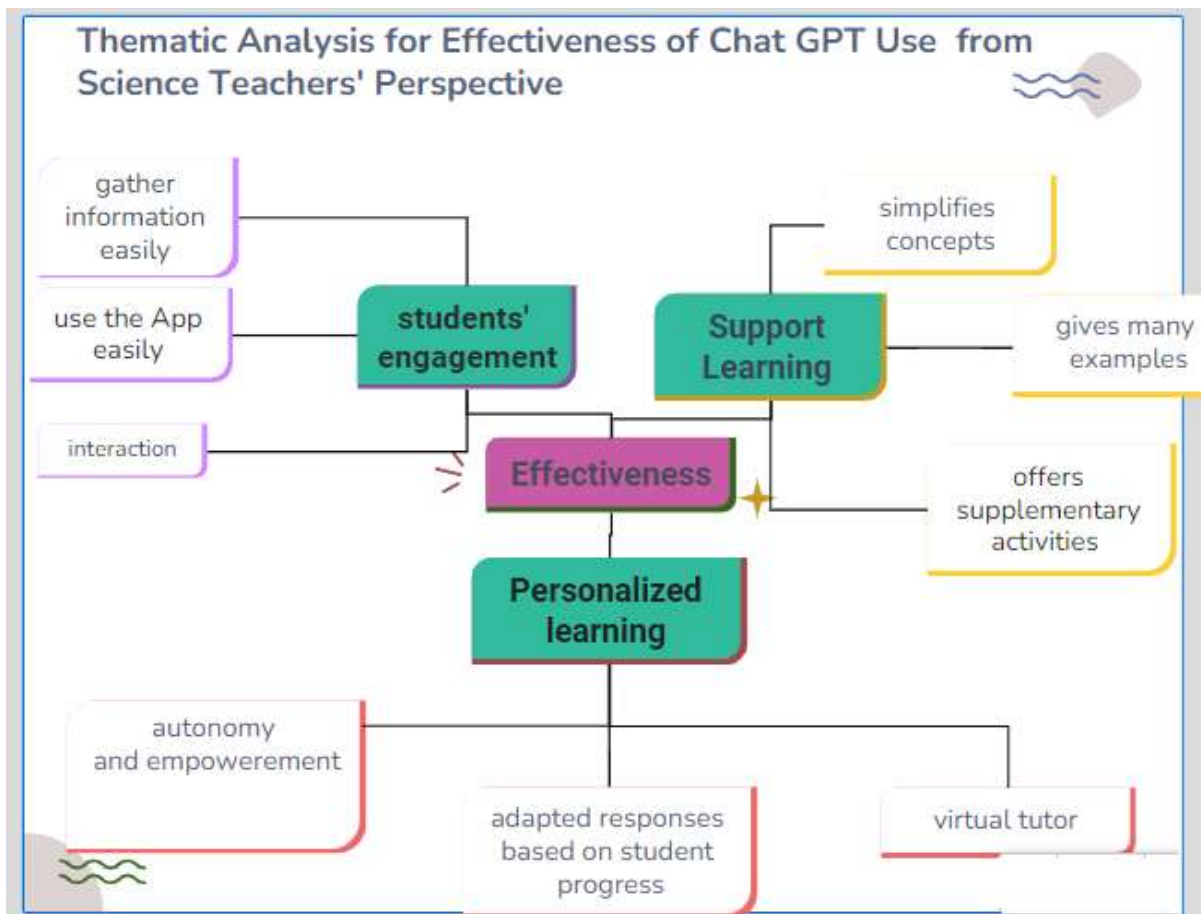 Thematic Analysis for Effectiveness of Chat GPT Use from
Science Teachers' Perspective
gather
information
easily
use the App
easily
interaction
students'
engagement
simplifies
concepts
Support
Learning
gives many
examples
offers
supplementary
activities
Effectiveness
Personalized
learning
autonomy
and empowerement
adapted responses
based on student
progress
virtual tutor